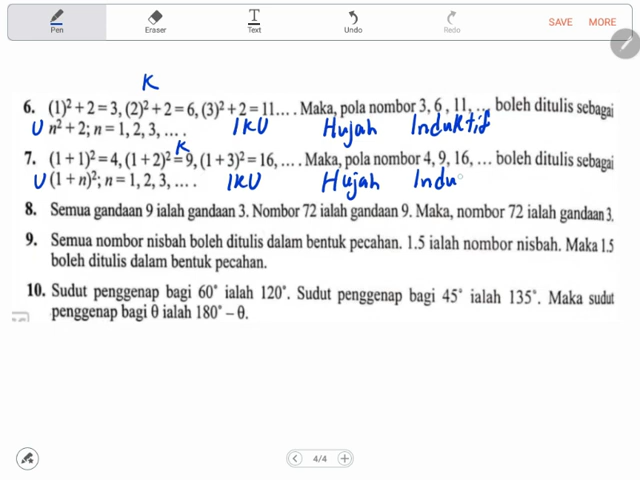 Pen Eraser Text Undo Redo SAVE MORE
K
6. (1)² + 2 = 3, (2)² + 2 = 6, (3)² + 2 = 11.... Maka, pola nombor 3, 6, 11, ... boleh ditulis sebagai
U n² + 2; n = 1, 2, 3, .... IKU Hujah Induktif
7. (1 + 1)² = 4, (1 + 2)² = 9, (1 + 3)² = 16, .... Maka, pola nombor 4, 9, 16, ... boleh ditulis sebagai
K
U (1 + n)²; n = 1, 2, 3, .... IKU Hujah Indu
8. Semua gandaan 9 ialah gandaan 3. Nombor 72 ialah gandaan 9. Maka, nombor 72 ialah gandaan 3.
9. Semua nombor nisbah boleh ditulis dalam bentuk pecahan. 1.5 ialah nombor nisbah. Maka 1.5
boleh ditulis dalam bentuk pecahan.
10. Sudut penggenap bagi 60° ialah 120°. Sudut penggenap bagi 45° ialah 135°. Maka sudut
penggenap bagi θ ialah 180° – θ.
4/4